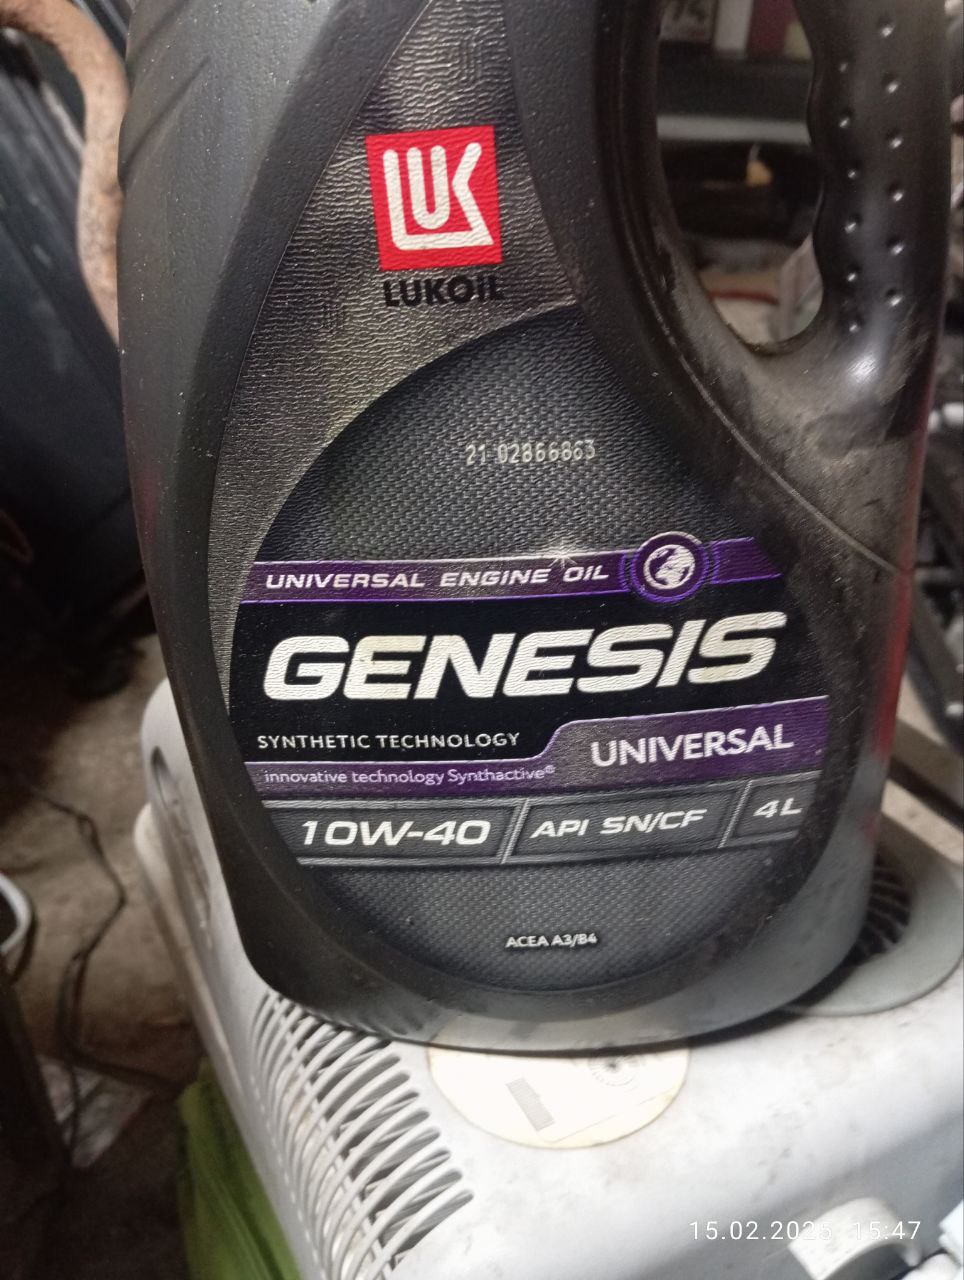 LUK
LUKOIL
21 02866863
UNIVERSAL ENGINE OIL
GENESIS
SYNTHETIC TECHNOLOGY
UNIVERSAL
innovative technology Synthactive®
10W-40 API SN/CF 4L
ACEA A3/B4
15.02.2025 15:47